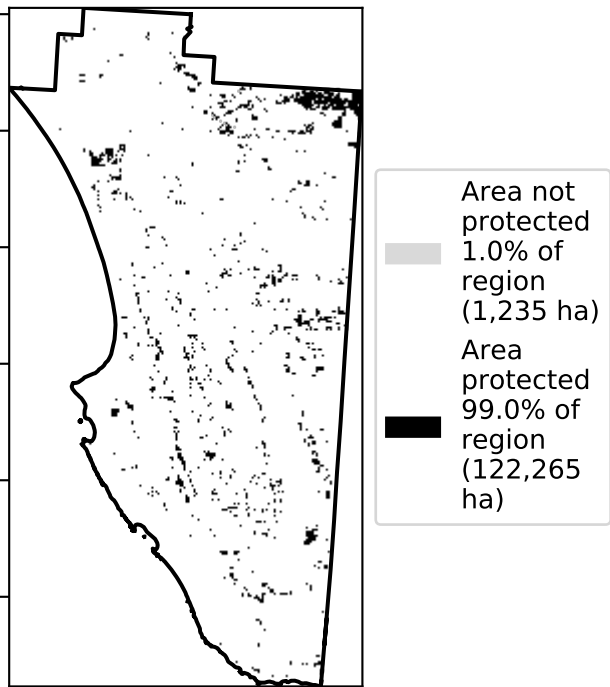 Area not
protected
1.0% of
region
(1,235 ha)
Area
protected
99.0% of
region
(122,265
ha)